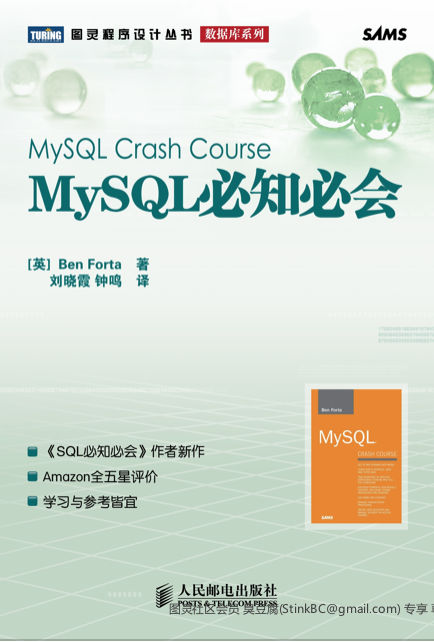 TURING 图灵程序设计丛书 数据库系列 SAMS
MySQL Crash Course
MySQL必知必会
[英] Ben Forta 著
刘晓霞 钟鸣 译
Ben Forta
MySQL
CRASH COURSE
SAMS
《SQL必知必会》作者新作
Amazon全五星评价
学习与参考皆宜
人民邮电出版社
POSTS & TELECOM PRESS
图灵社区会员 臭豆腐(StinkBC@gmail.com) 专享